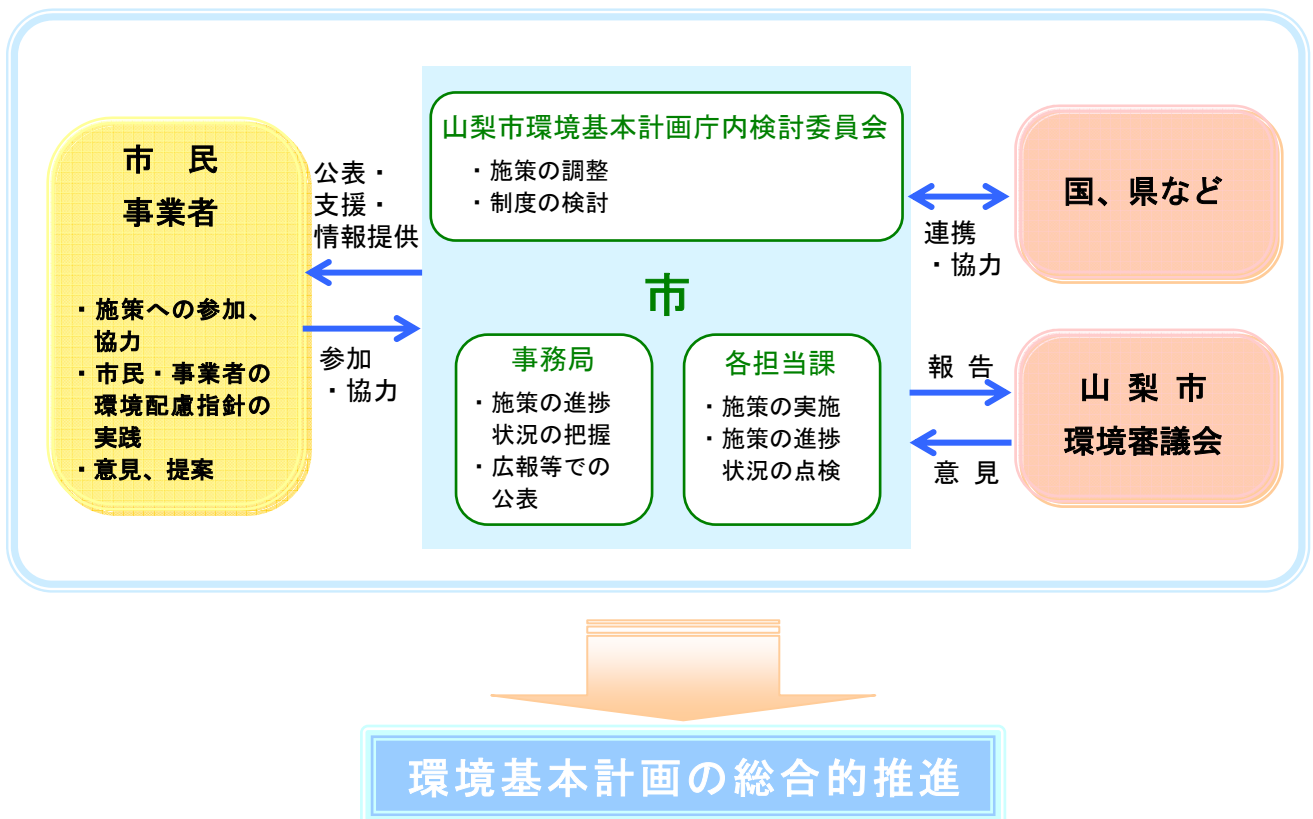 市　民
事業者
・施策への参加、
協力
・市民・事業者の
環境配慮指針の
実践
・意見、提案
公表・
支援・
情報提供
参加
・協力
山梨市環境基本計画庁内検討委員会
・施策の調整
・制度の検討
市
事務局
・施策の進捗
状況の把握
・広報等での
公表
各担当課
・施策の実施
・施策の進捗
状況の点検
連携
・協力
国、県など
報 告
意 見
山 梨 市
環境審議会
環境基本計画の総合的推進